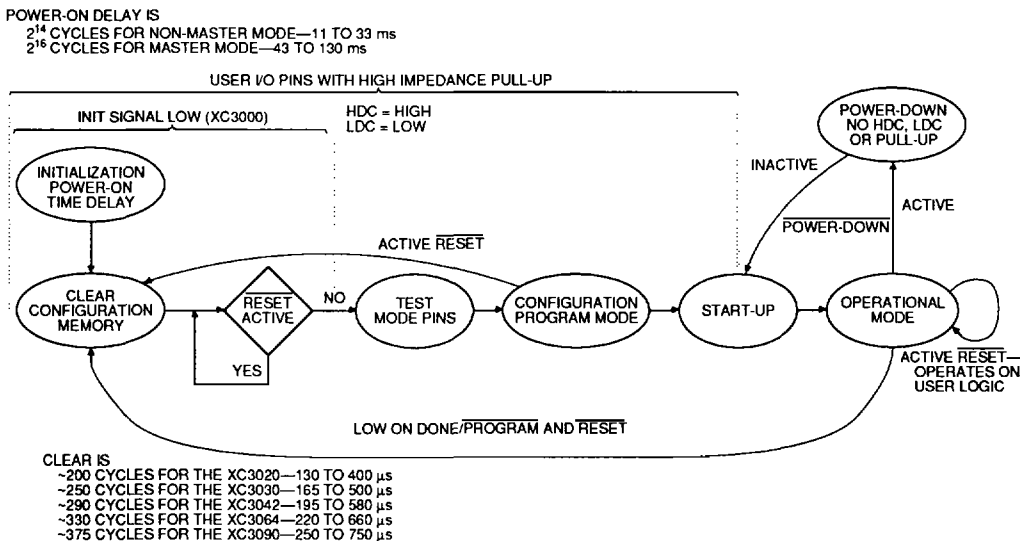 POWER-ON DELAY IS
2¹⁴ CYCLES FOR NON-MASTER MODE—11 TO 33 ms
2¹⁶ CYCLES FOR MASTER MODE—43 TO 130 ms
USER I/O PINS WITH HIGH IMPEDANCE PULL-UP
INIT SIGNAL LOW (XC3000)
HDC = HIGH
LDC = LOW
POWER-DOWN
NO HDC, LDC
OR PULL-UP
INITIALIZATION
POWER-ON
TIME DELAY
INACTIVE
ACTIVE
POWER-DOWN
ACTIVE RESET
CLEAR
CONFIGURATION
MEMORY
RESET
ACTIVE
NO
YES
TEST
MODE PINS
CONFIGURATION
PROGRAM MODE
START-UP
OPERATIONAL
MODE
ACTIVE RESET—
OPERATES ON
USER LOGIC
LOW ON DONE/PROGRAM AND RESET
CLEAR IS
~200 CYCLES FOR THE XC3020—130 TO 400 µs
~250 CYCLES FOR THE XC3030—165 TO 500 µs
~290 CYCLES FOR THE XC3042—195 TO 580 µs
~330 CYCLES FOR THE XC3064—220 TO 660 µs
~375 CYCLES FOR THE XC3090—250 TO 750 µs